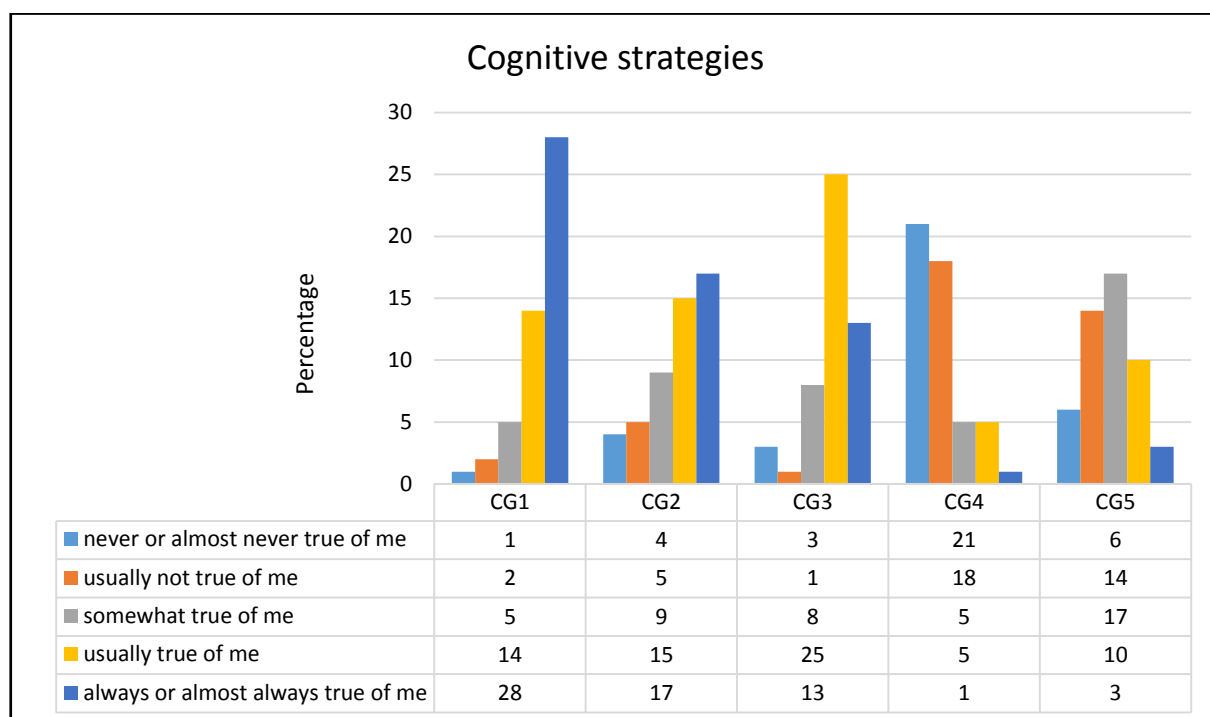 Cognitive strategies
Percentage
30
25
20
15
10
5
0
CG1 CG2 CG3 CG4 CG5
never or almost never true of me 1 4 3 21 6
usually not true of me 2 5 1 18 14
somewhat true of me 5 9 8 5 17
usually true of me 14 15 25 5 10
always or almost always true of me 28 17 13 1 3